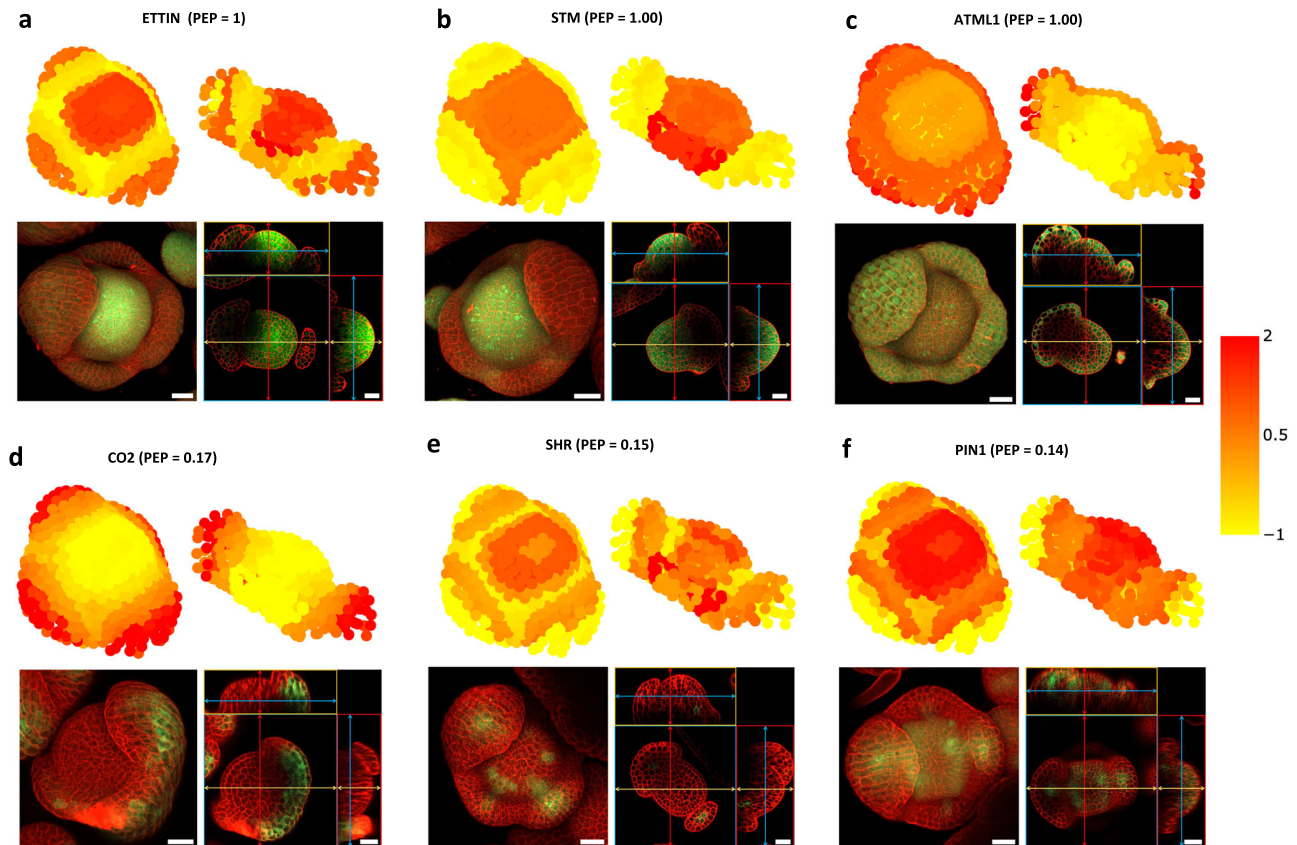 a ETTIN (PEP = 1)
b STM (PEP = 1.00)
c ATML1 (PEP = 1.00)
2
0.5
−1
d CO2 (PEP = 0.17)
e SHR (PEP = 0.15)
f PIN1 (PEP = 0.14)